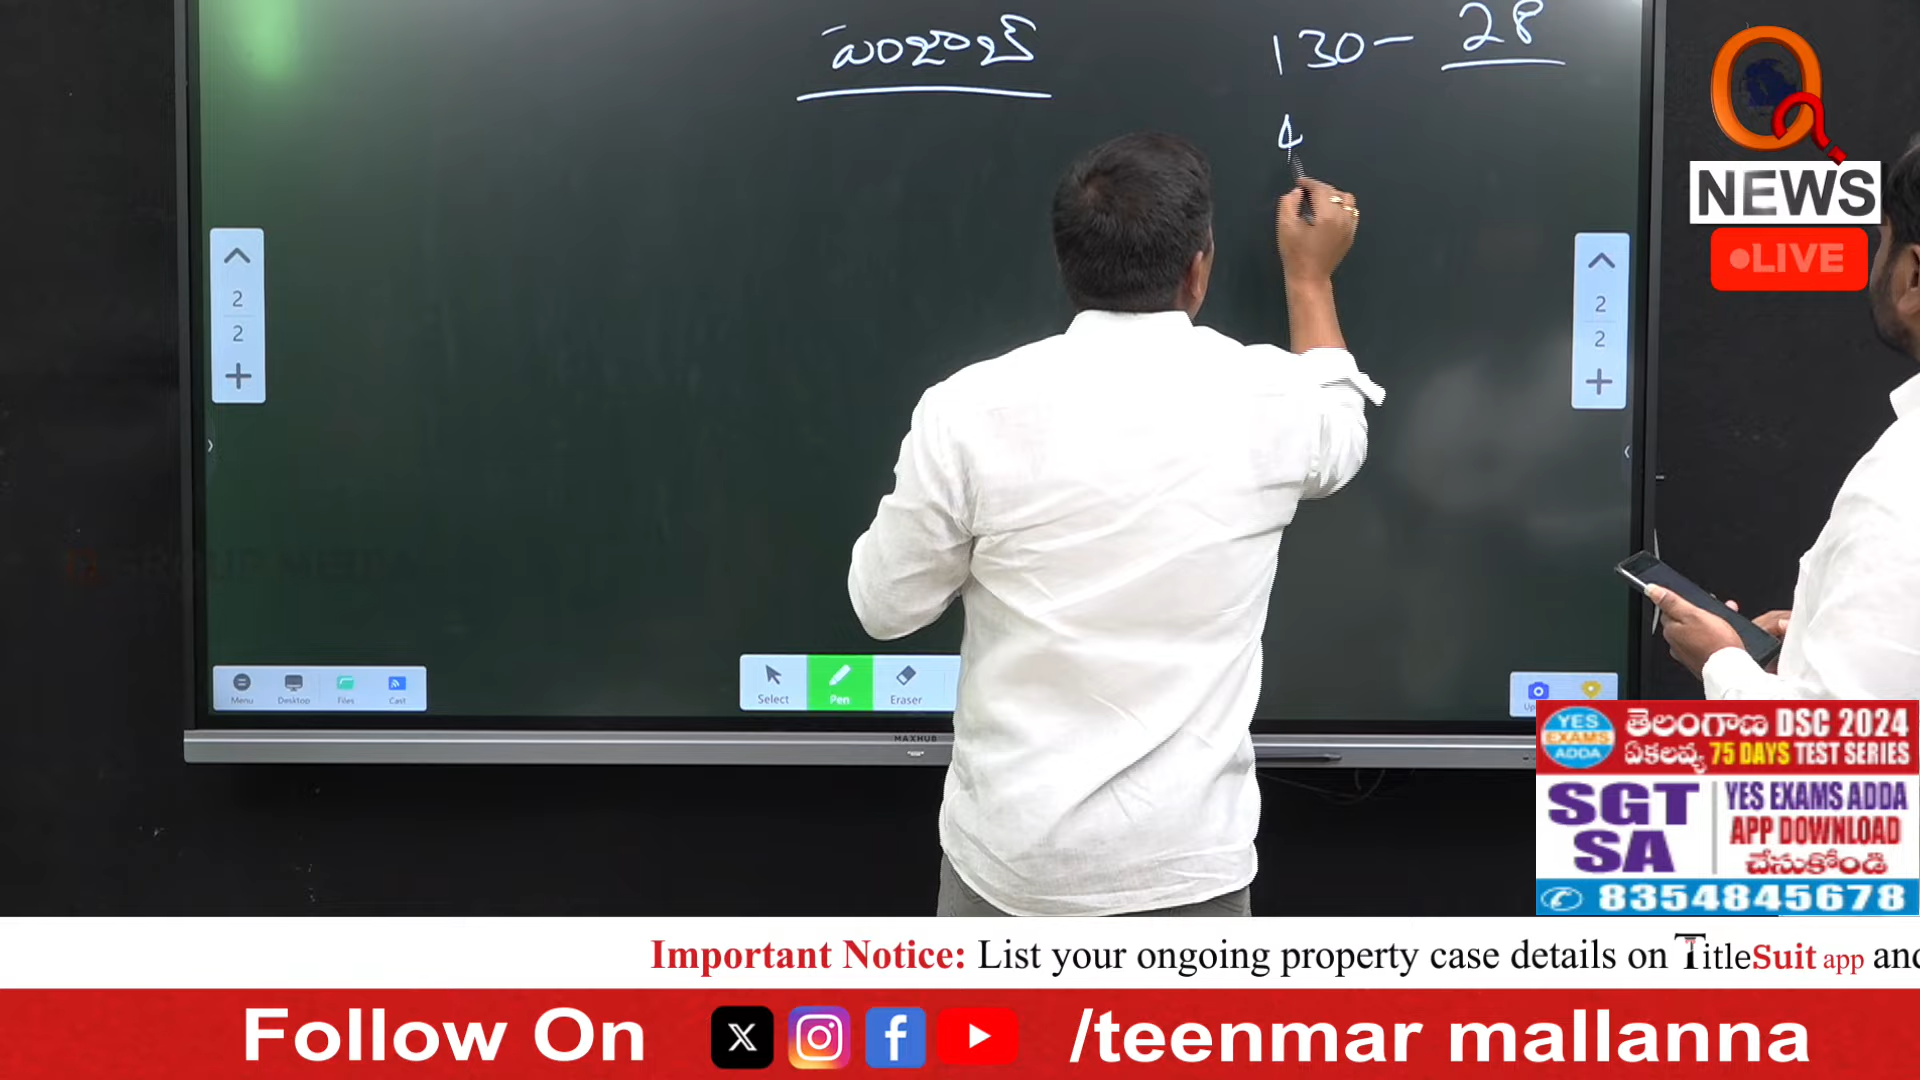 పంజాబ్
130- 28
4
Q
NEWS
LIVE
2
2
2
2
Menu
Desktop
Files
Cast
Select
Pen
Eraser
MAXHUB
YES
EXAMS
ADDA
తెలంగాణ DSC 2024
ఏకలవ్య 75 DAYS TEST SERIES
SGT
SA
YES EXAMS ADDA
APP DOWNLOAD
చేసుకోండి
8354845678
Important Notice: List your ongoing property case details on TitleSuit app and
Follow On
/teenmar mallanna